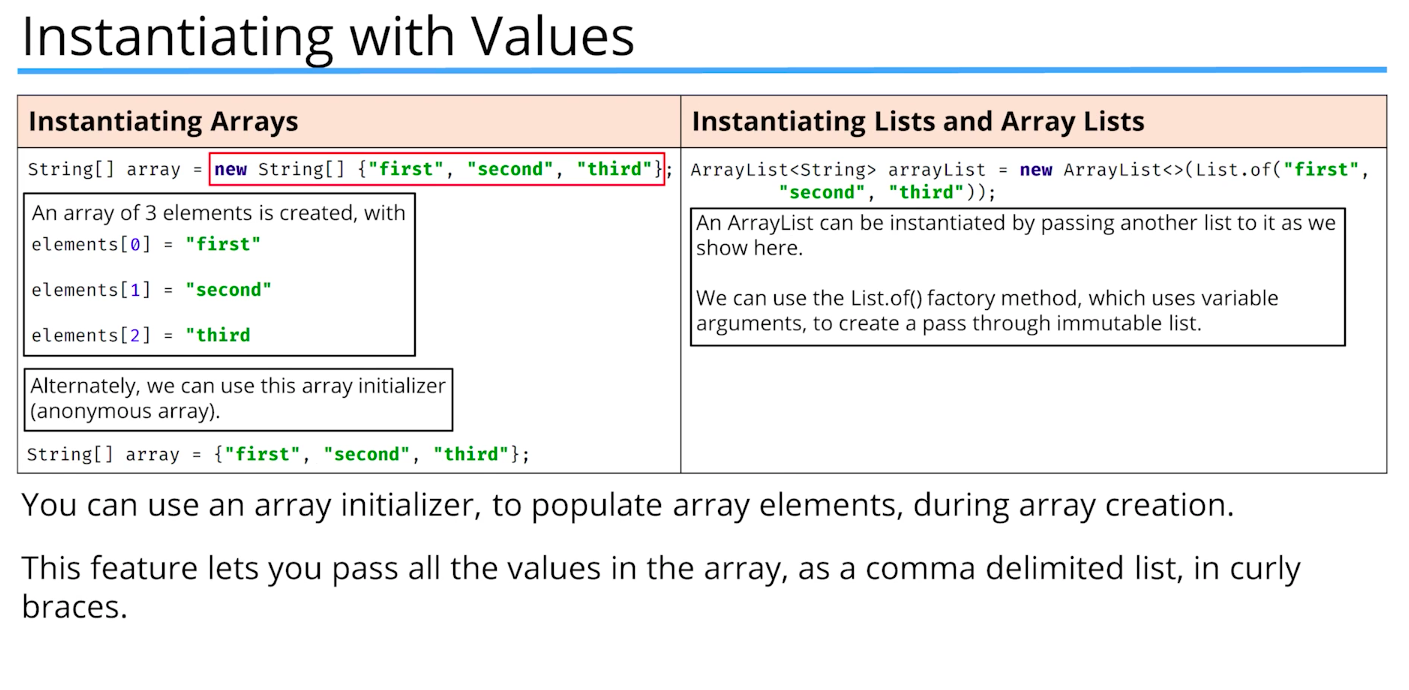 Instantiating with Values
Instantiating Arrays
String[] array = new String[] {"first", "second", "third"};
An array of 3 elements is created, with
elements[0] = "first"
elements[1] = "second"
elements[2] = "third
Alternately, we can use this array initializer
(anonymous array).
String[] array = {"first", "second", "third"};
Instantiating Lists and Array Lists
ArrayList<String> arrayList = new ArrayList<>(List.of("first",
"second", "third"));
An ArrayList can be instantiated by passing another list to it as we
show here.
We can use the List.of() factory method, which uses variable
arguments, to create a pass through immutable list.
You can use an array initializer, to populate array elements, during array creation.
This feature lets you pass all the values in the array, as a comma delimited list, in curly
braces.